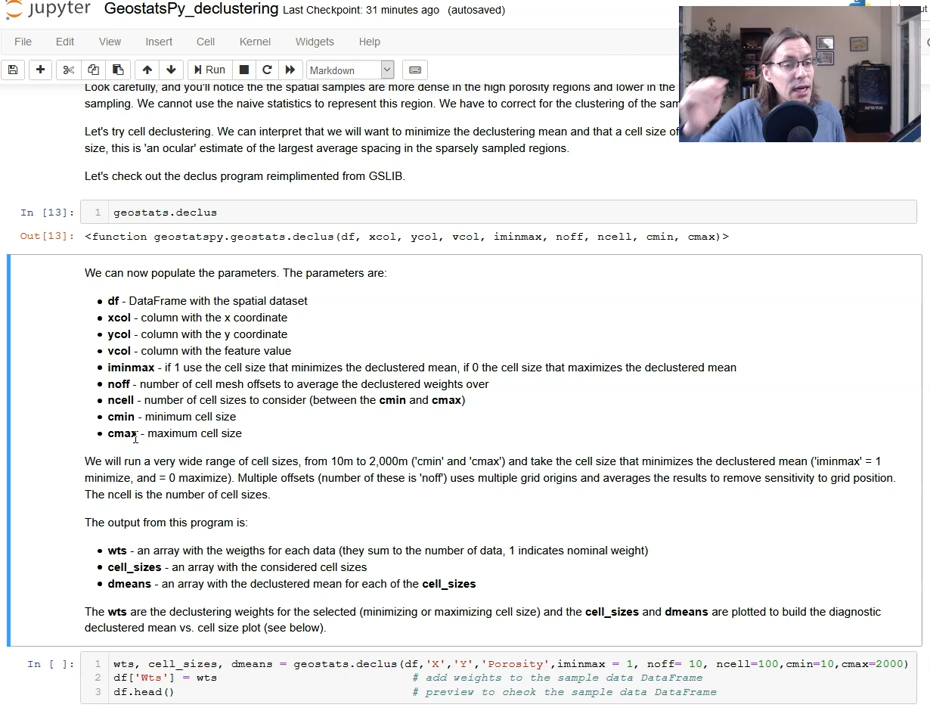 jupyter GeostatsPy_declustering Last Checkpoint: 31 minutes ago (autosaved)
File Edit View Insert Cell Kernel Widgets Help
Run Markdown
Look carefully, and you'll notice the the spatial samples are more dense in the high porosity regions and lower in the
sampling. We cannot use the naive statistics to represent this region. We have to correct for the clustering of the sam
Let's try cell declustering. We can interpret that we will want to minimize the declustering mean and that a cell size of
size, this is 'an ocular' estimate of the largest average spacing in the sparsely sampled regions.
Let's check out the declus program reimplimented from GSLIB.
In [13]: 1 geostats.declus
Out[13]: <function geostatspy.geostats.declus(df, xcol, ycol, vcol, iminmax, noff, ncell, cmin, cmax)>
We can now populate the parameters. The parameters are:
• df - DataFrame with the spatial dataset
• xcol - column with the x coordinate
• ycol - column with the y coordinate
• vcol - column with the feature value
• iminmax - if 1 use the cell size that minimizes the declustered mean, if 0 the cell size that maximizes the declustered mean
• noff - number of cell mesh offsets to average the declustered weights over
• ncell - number of cell sizes to consider (between the cmin and cmax)
• cmin - minimum cell size
• cmax - maximum cell size
We will run a very wide range of cell sizes, from 10m to 2,000m ('cmin' and 'cmax') and take the cell size that minimizes the declustered mean ('iminmax' = 1
minimize, and = 0 maximize). Multiple offsets (number of these is 'noff') uses multiple grid origins and averages the results to remove sensitivity to grid position.
The ncell is the number of cell sizes.
The output from this program is:
• wts - an array with the weigths for each data (they sum to the number of data, 1 indicates nominal weight)
• cell_sizes - an array with the considered cell sizes
• dmeans - an array with the declustered mean for each of the cell_sizes
The wts are the declustering weights for the selected (minimizing or maximizing cell size) and the cell_sizes and dmeans are plotted to build the diagnostic
declustered mean vs. cell size plot (see below).
In [ ]: 1 wts, cell_sizes, dmeans = geostats.declus(df,'X','Y','Porosity',iminmax = 1, noff= 10, ncell=100,cmin=10,cmax=2000)
2 df['Wts'] = wts # add weights to the sample data DataFrame
3 df.head() # preview to check the sample data DataFrame